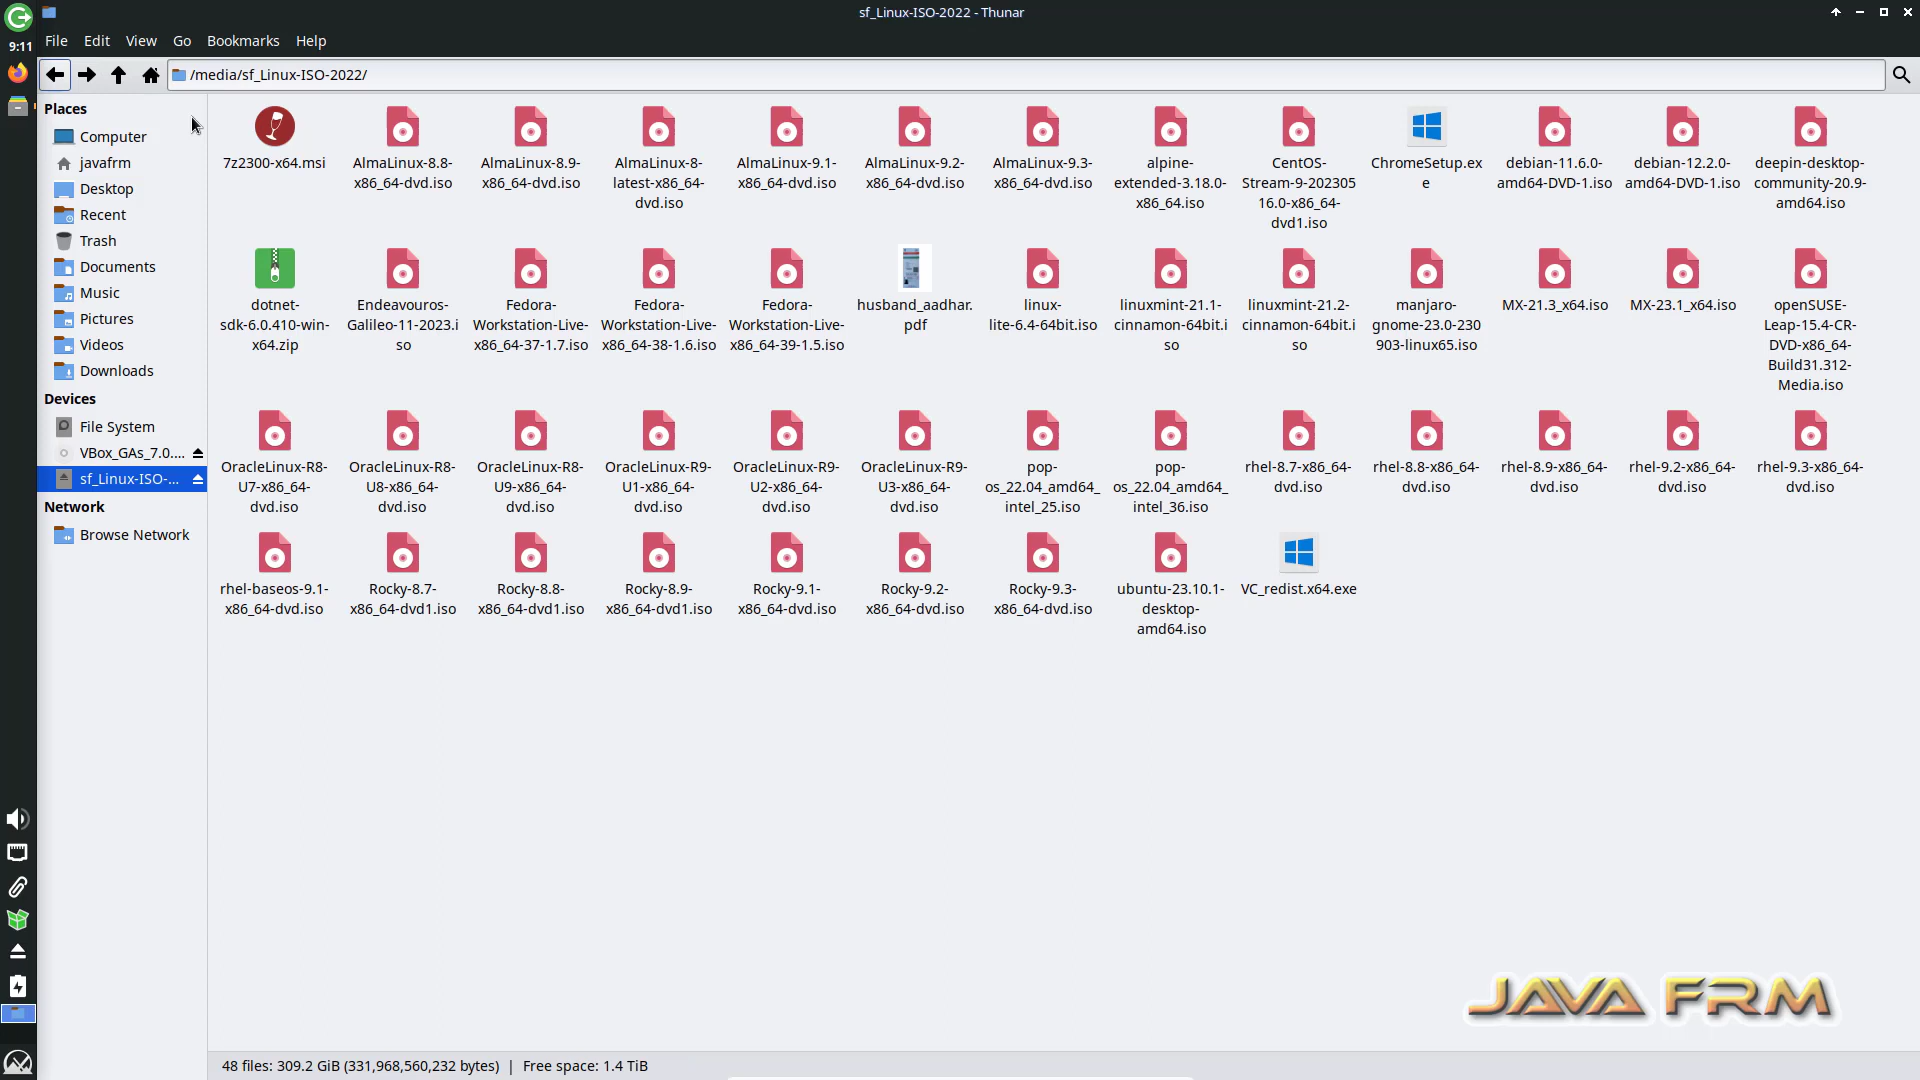 sf_Linux-ISO-2022 - Thunar
9:11
File Edit View Go Bookmarks Help
/media/sf_Linux-ISO-2022/
Places
Computer
javafrm
Desktop
Recent
Trash
Documents
Music
Pictures
Videos
Downloads
Devices
File System
VBox_GAs_7.0....
sf_Linux-ISO-...
Network
Browse Network
7z2300-x64.msi
AlmaLinux-8.8-
x86_64-dvd.iso
AlmaLinux-8.9-
x86_64-dvd.iso
AlmaLinux-8-
latest-x86_64-
dvd.iso
AlmaLinux-9.1-
x86_64-dvd.iso
AlmaLinux-9.2-
x86_64-dvd.iso
AlmaLinux-9.3-
x86_64-dvd.iso
alpine-
extended-3.18.0-
x86_64.iso
CentOS-
Stream-9-202305
16.0-x86_64-
dvd1.iso
ChromeSetup.ex
e
debian-11.6.0-
amd64-DVD-1.iso
debian-12.2.0-
amd64-DVD-1.iso
deepin-desktop-
community-20.9-
amd64.iso
dotnet-
sdk-6.0.410-win-
x64.zip
Endeavouros-
Galileo-11-2023.i
so
Fedora-
Workstation-Live-
x86_64-37-1.7.iso
Fedora-
Workstation-Live-
x86_64-38-1.6.iso
Fedora-
Workstation-Live-
x86_64-39-1.5.iso
husband_aadhar.
pdf
linux-
lite-6.4-64bit.iso
linuxmint-21.1-
cinnamon-64bit.i
so
linuxmint-21.2-
cinnamon-64bit.i
so
manjaro-
gnome-23.0-230
903-linux65.iso
MX-21.3_x64.iso
MX-23.1_x64.iso
openSUSE-
Leap-15.4-CR-
DVD-x86_64-
Build31.312-
Media.iso
OracleLinux-R8-
U7-x86_64-
dvd.iso
OracleLinux-R8-
U8-x86_64-
dvd.iso
OracleLinux-R8-
U9-x86_64-
dvd.iso
OracleLinux-R9-
U1-x86_64-
dvd.iso
OracleLinux-R9-
U2-x86_64-
dvd.iso
OracleLinux-R9-
U3-x86_64-
dvd.iso
pop-
os_22.04_amd64_
intel_25.iso
pop-
os_22.04_amd64_
intel_36.iso
rhel-8.7-x86_64-
dvd.iso
rhel-8.8-x86_64-
dvd.iso
rhel-8.9-x86_64-
dvd.iso
rhel-9.2-x86_64-
dvd.iso
rhel-9.3-x86_64-
dvd.iso
rhel-baseos-9.1-
x86_64-dvd.iso
Rocky-8.7-
x86_64-dvd1.iso
Rocky-8.8-
x86_64-dvd1.iso
Rocky-8.9-
x86_64-dvd1.iso
Rocky-9.1-
x86_64-dvd.iso
Rocky-9.2-
x86_64-dvd.iso
Rocky-9.3-
x86_64-dvd.iso
ubuntu-23.10.1-
desktop-
amd64.iso
VC_redist.x64.exe
JAVA FRM
48 files: 309.2 GiB (331,968,560,232 bytes) | Free space: 1.4 TiB